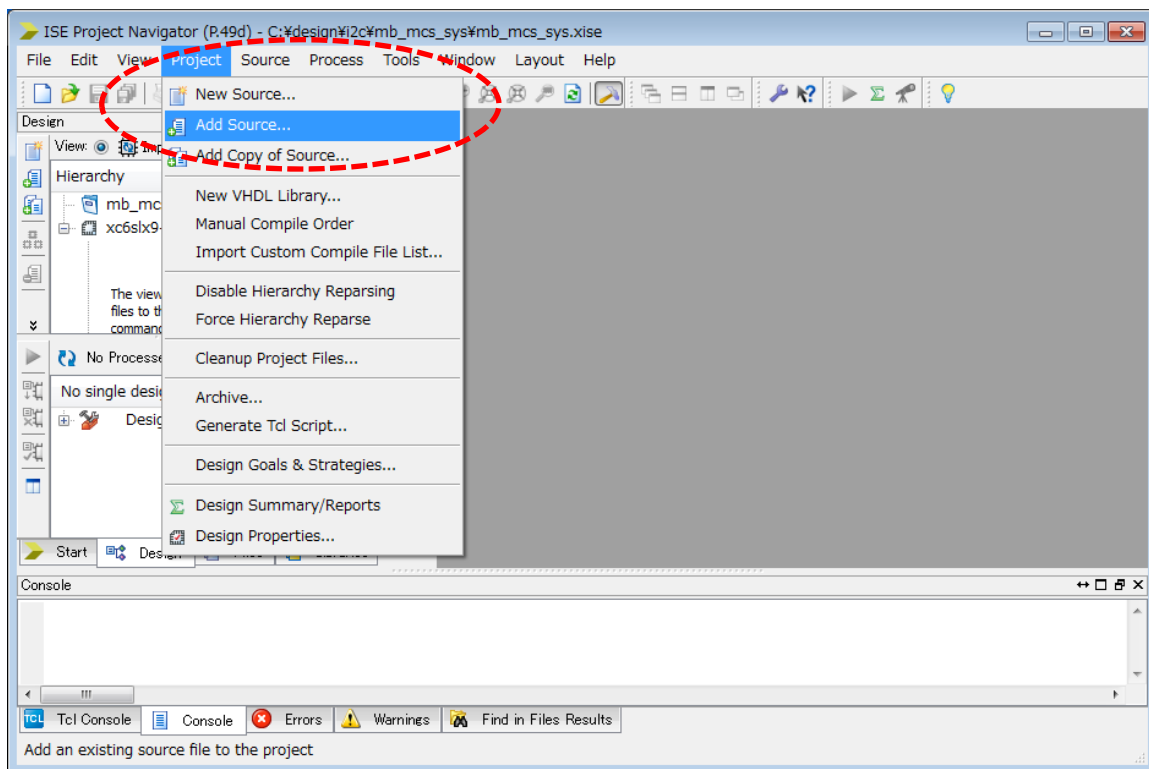 ISE Project Navigator (P.49d) - C:¥design¥i2c¥mb_mcs_sys¥mb_mcs_sys.xise
File Edit View Project Source Process Tools Window Layout Help
New Source...
Design
Add Source...
View:
Add Copy of Source...
Hierarchy
New VHDL Library...
mb_mc
Manual Compile Order
xc6slx9-
Import Custom Compile File List...
Disable Hierarchy Reparsing
The view
files to th
Force Hierarchy Reparse
command
No Processe
Cleanup Project Files...
No single desig
Archive...
Desig
Generate Tcl Script...
Design Goals & Strategies...
Design Summary/Reports
Design Properties...
Start
Console
Tcl Console Console Errors Warnings Find in Files Results
Add an existing source file to the project